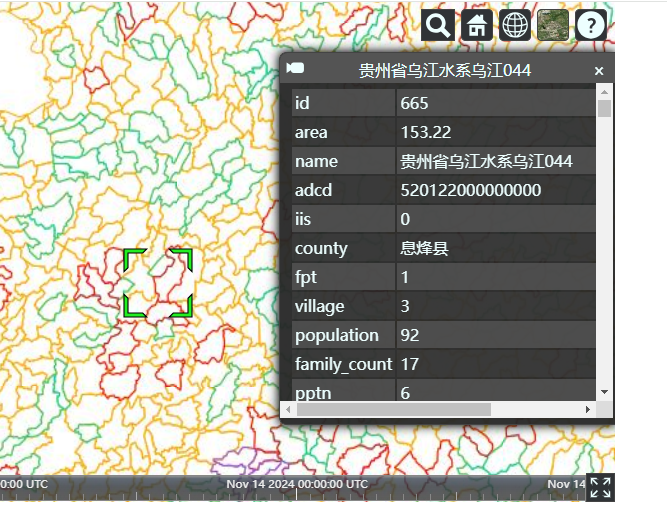 ?
贵州省乌江水系乌江044 ×
id 665
area 153.22
name 贵州省乌江水系乌江044
adcd 520122000000000
iis 0
county 息烽县
fpt 1
village 3
population 92
family_count 17
pptn 6
0:00 UTC Nov 14 2024 00:00:00 UTC Nov 14